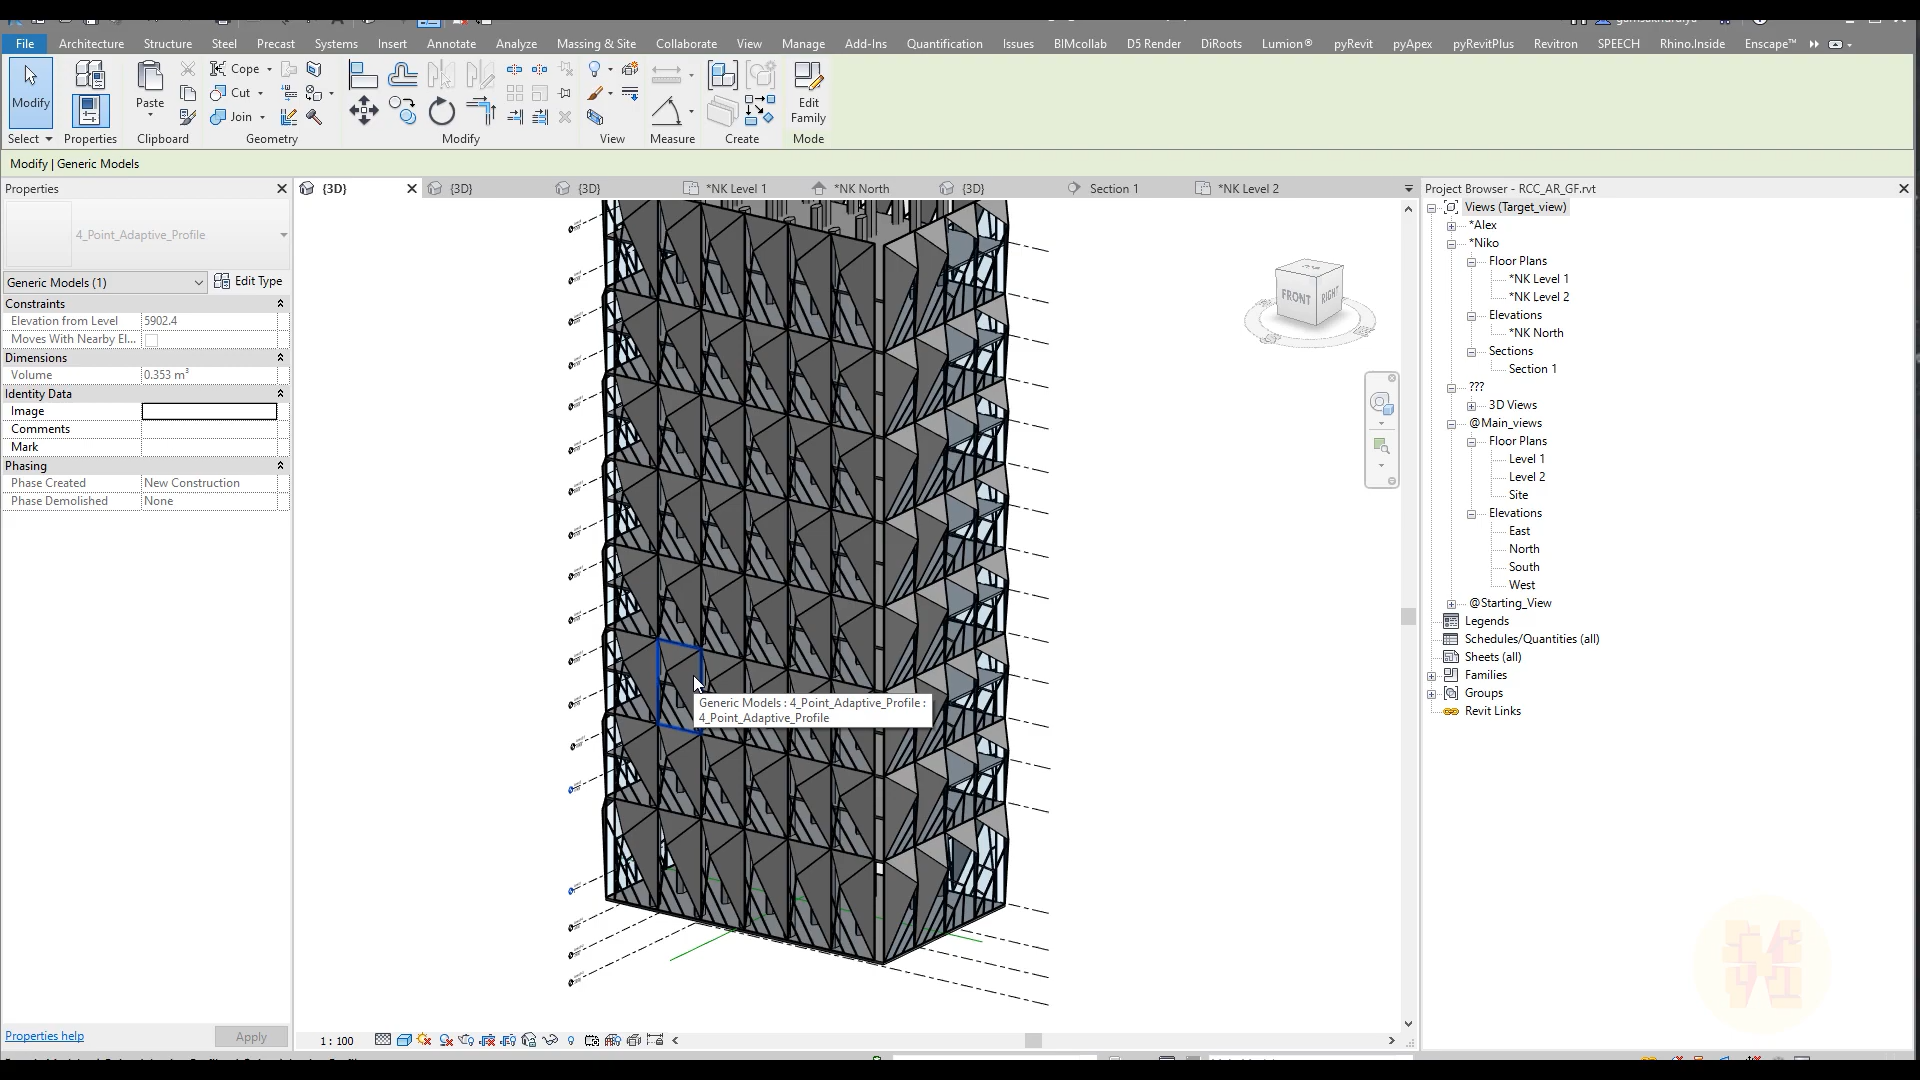 File Architecture Structure Steel Precast Systems Insert Annotate Analyze Massing & Site Collaborate View Manage Add-Ins Quantification Issues BIMcollab D5 Render DiRoots Lumion® pyRevit pyApex pyRevitPlus Revitron SPEECH Rhino.Inside Enscape™
Modify
Paste
Cope
Cut
Join
Edit
Family
Select Properties Clipboard Geometry Modify View Measure Create Mode
Modify | Generic Models
Properties
{3D}
{3D}
{3D}
*NK Level 1
*NK North
{3D}
Section 1
*NK Level 2
4_Point_Adaptive_Profile
Generic Models (1)
Edit Type
Constraints
Elevation from Level 5902.4
Moves With Nearby El...
Dimensions
Volume 0.353 m³
Identity Data
Image
Comments
Mark
Phasing
Phase Created New Construction
Phase Demolished None
Properties help
Apply
FRONT
RIGHT
Generic Models : 4_Point_Adaptive_Profile :
4_Point_Adaptive_Profile
1 : 100
Project Browser - RCC_AR_GF.rvt
Views (Target_view)
*Alex
*Niko
Floor Plans
*NK Level 1
*NK Level 2
Elevations
*NK North
Sections
Section 1
???
3D Views
@Main_views
Floor Plans
Level 1
Level 2
Site
Elevations
East
North
South
West
@Starting_View
Legends
Schedules/Quantities (all)
Sheets (all)
Families
Groups
Revit Links